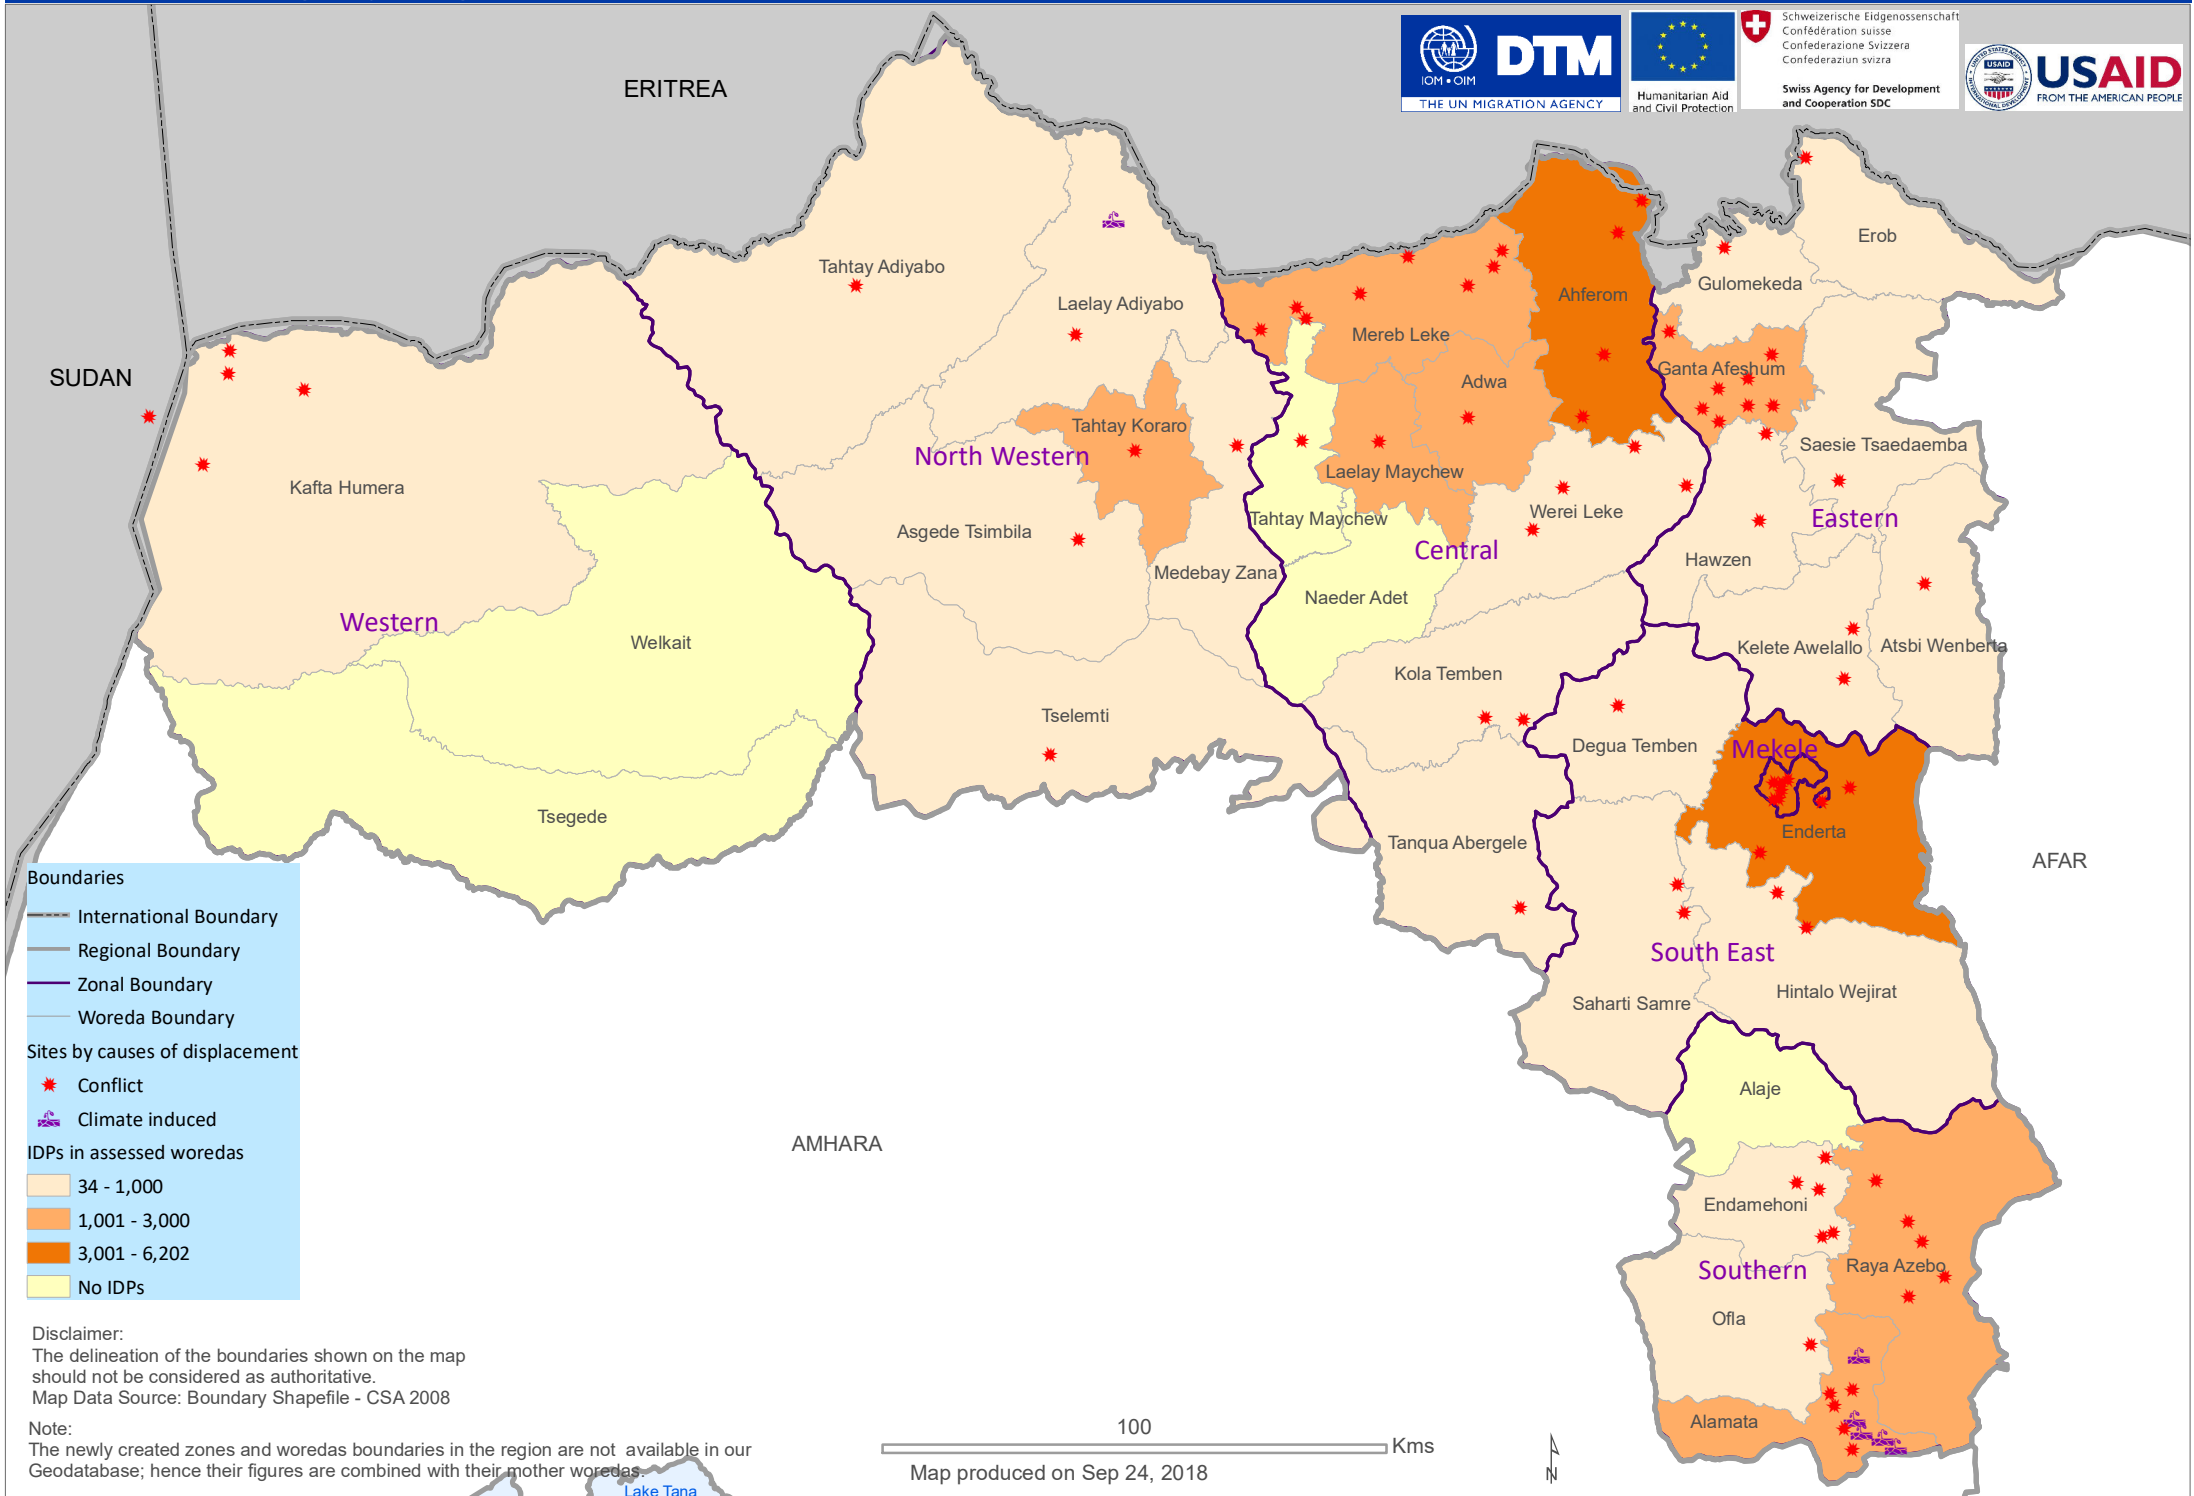 ERITREA
IOM • OIM
DTM
THE UN MIGRATION AGENCY
Humanitarian Aid
and Civil Protection
Schweizerische Eidgenossenschaft
Confédération suisse
Confederazione Svizzera
Confederaziun svizra
Swiss Agency for Development
and Cooperation SDC
USAID
USAID
FROM THE AMERICAN PEOPLE
Erob
Tahtay Adiyabo
Gulomekeda
Laelay Adiyabo
Ahferom
Mereb Leke
SUDAN
Ganta Afeshum
Adwa
Tahtay Koraro
Saesie Tsaedaemba
North Western
Laelay Maychew
Kafta Humera
Werei Leke
Tahtay Maychew
Eastern
Asgede Tsimbila
Central
Hawzen
Medebay Zana
Naeder Adet
Western
Welkait
Kelete Awelallo
Atsbi Wenberta
Kola Temben
Tselemti
Degua Temben
Mekele
Tsegede
Enderta
Tanqua Abergele
AFAR
South East
Hintalo Wejirat
Saharti Samre
Alaje
AMHARA
Endamehoni
Raya Azebo
Southern
Ofla
Alamata
Boundaries
International Boundary
Regional Boundary
Zonal Boundary
Woreda Boundary
Sites by causes of displacement
Conflict
Climate induced
IDPs in assessed woredas
34 - 1,000
1,001 - 3,000
3,001 - 6,202
No IDPs
Disclaimer:
The delineation of the boundaries shown on the map
should not be considered as authoritative.
Map Data Source: Boundary Shapefile - CSA 2008
Note:
The newly created zones and woredas boundaries in the region are not available in our
Geodatabase; hence their figures are combined with their mother woredas.
Lake Tana
100
Kms
Map produced on Sep 24, 2018
N